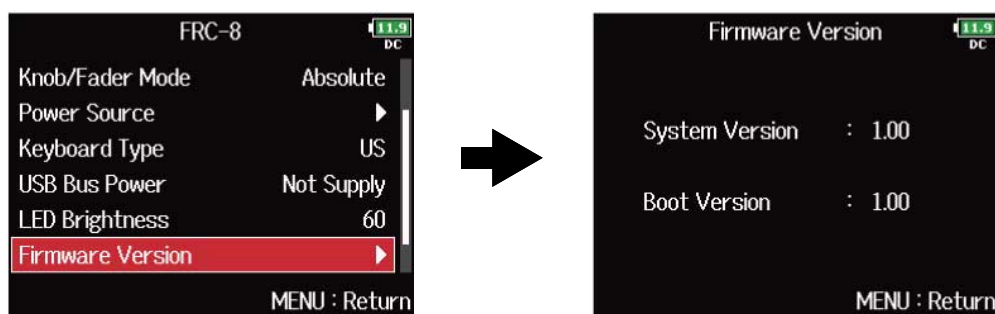 FRC-8
11.9
DC
Knob/Fader Mode Absolute
Power Source
Keyboard Type US
USB Bus Power Not Supply
LED Brightness 60
Firmware Version
MENU : Return
Firmware Version
11.9
DC
System Version : 1.00
Boot Version : 1.00
MENU : Return